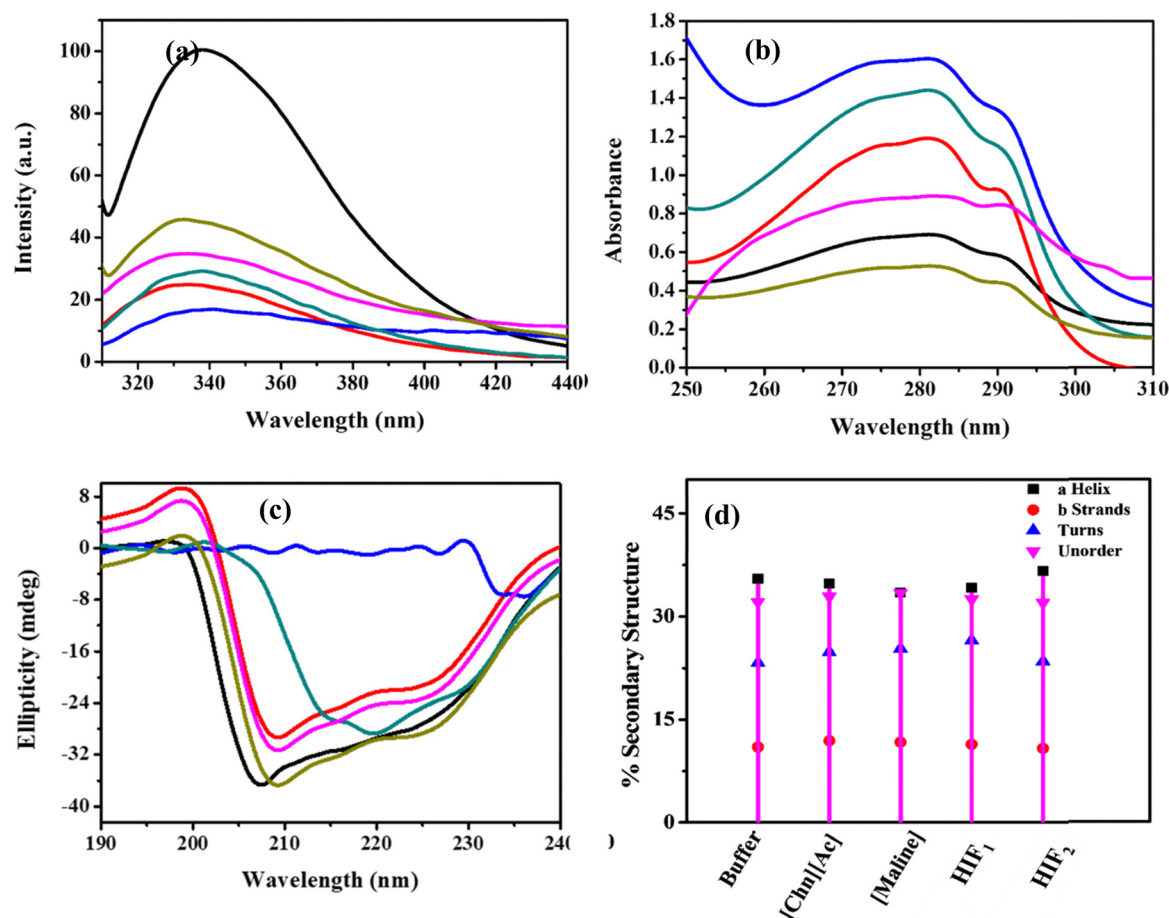 (a)
Intensity (a.u.)
100
80
60
40
20
0
320 340 360 380 400 420 440
Wavelength (nm)
(b)
Absorbance
1.8
1.6
1.4
1.2
1.0
0.8
0.6
0.4
0.2
0.0
250 260 270 280 290 300 310
Wavelength (nm)
(c)
Ellipticity (mdeg)
8
0
-8
-16
-24
-32
-40
190 200 210 220 230 240
Wavelength (nm)
(d)
% Secondary Structure
45
30
15
0
a Helix
b Strands
Turns
Unorder
Buffer
[Chn][Ac]
[Maline]
HIF1
HIF2